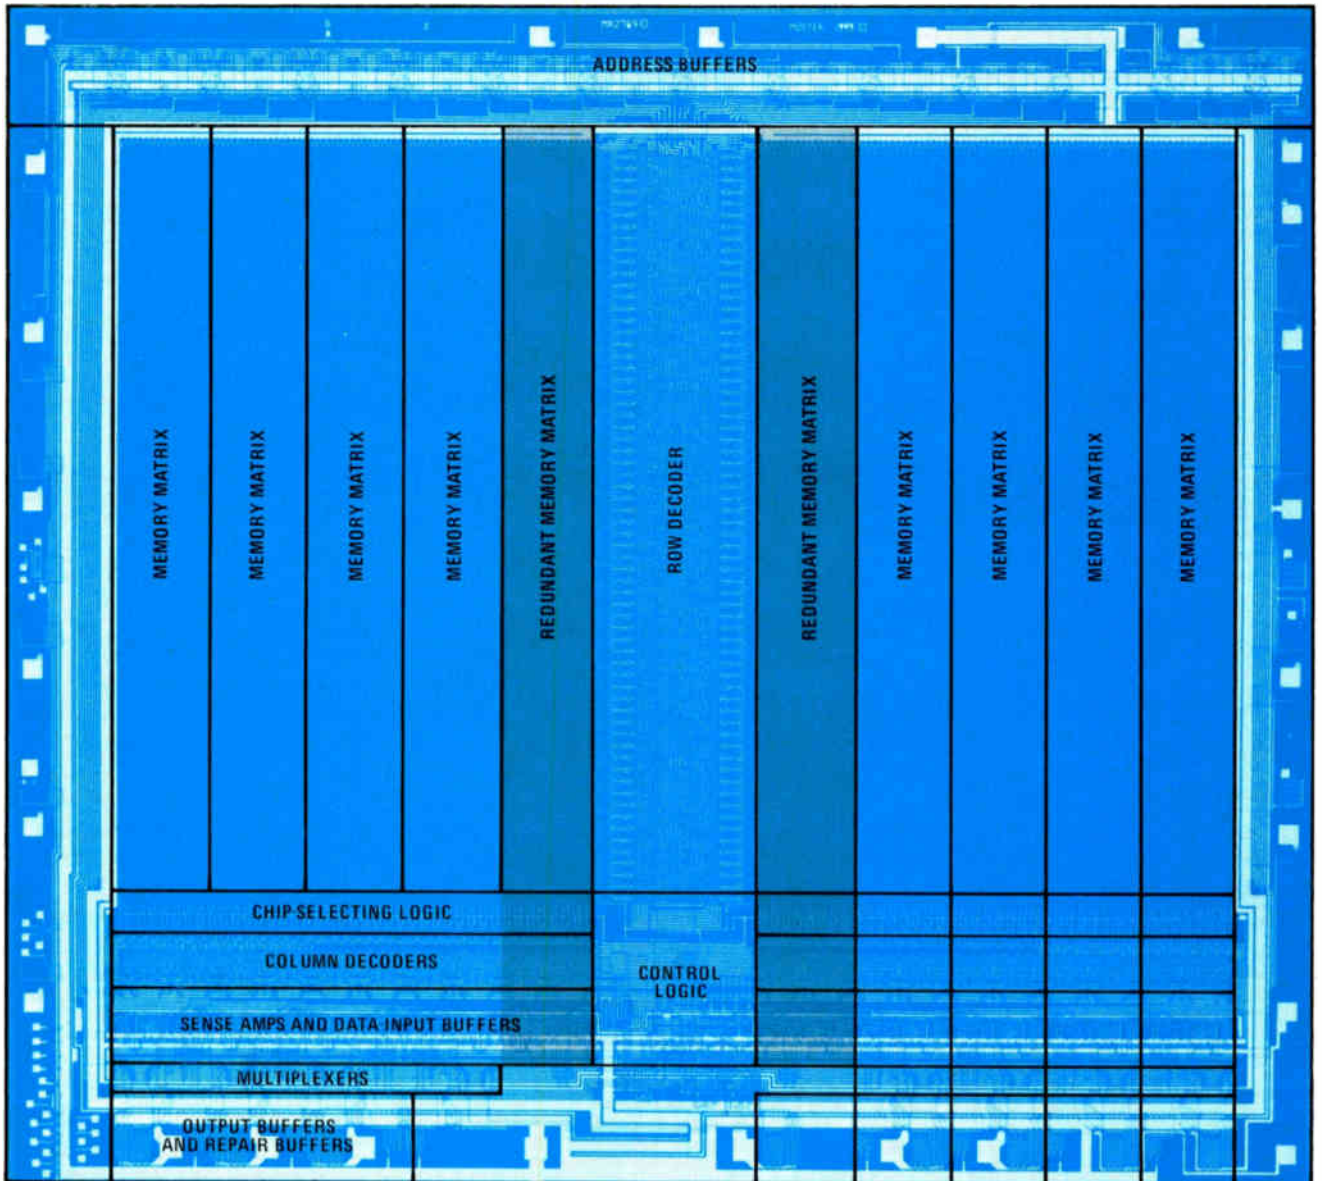 ADDRESS BUFFERS
MEMORY MATRIX
MEMORY MATRIX
MEMORY MATRIX
MEMORY MATRIX
REDUNDANT MEMORY MATRIX
ROW DECODER
REDUNDANT MEMORY MATRIX
MEMORY MATRIX
MEMORY MATRIX
MEMORY MATRIX
MEMORY MATRIX
CHIP-SELECTING LOGIC
COLUMN DECODERS
CONTROL
LOGIC
SENSE AMPS AND DATA INPUT BUFFERS
MULTIPLEXERS
OUTPUT BUFFERS
AND REPAIR BUFFERS